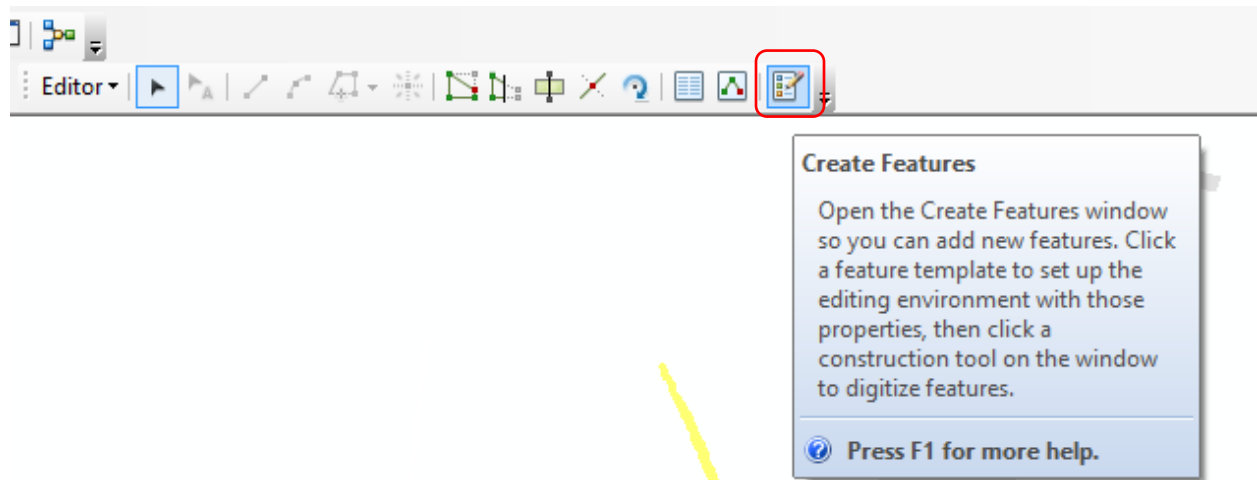 Editor
Create Features
Open the Create Features window
so you can add new features. Click
a feature template to set up the
editing environment with those
properties, then click a
construction tool on the window
to digitize features.
Press F1 for more help.